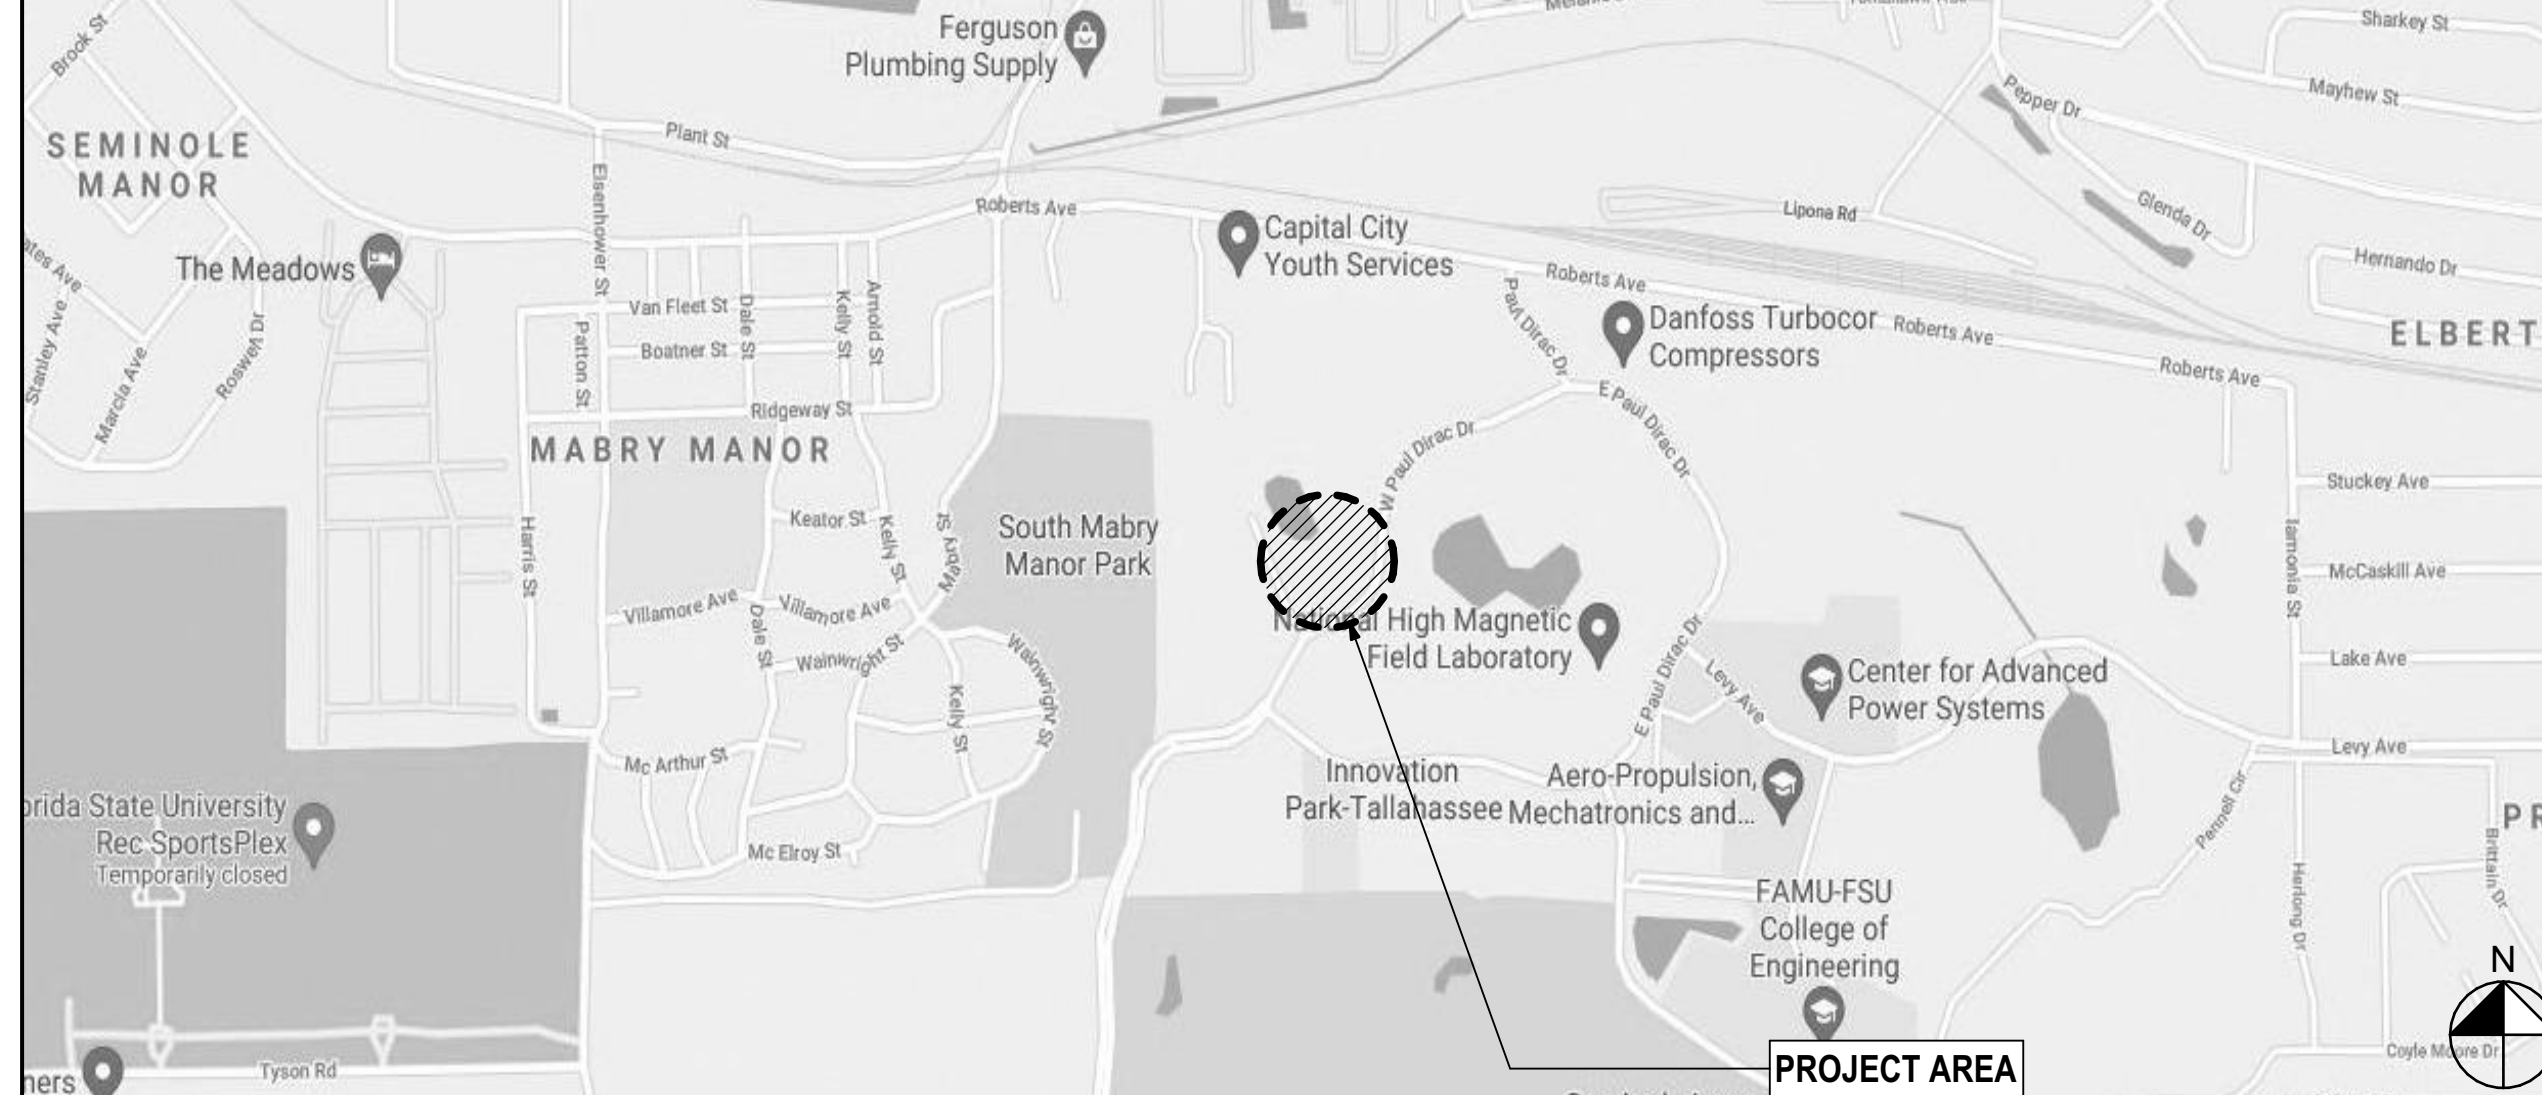 Brook St
Ferguson
Plumbing Supply
Sharkey St
Mayhew St
Pepper Dr
SEMINOLE
MANOR
Plant St
Eisenhower St
Roberts Ave
Lipona Rd
Glenda Dr
The Meadows
Capital City
Youth Services
Hernando Dr
Stanley Ave
Marcia Ave
Roswell Dr
Van Fleet St
Dale St
Kelly St
Arnold St
Patton St
Boatner St
Roberts Ave
Paul Dirac Dr
Danfoss Turbocor
Compressors
Roberts Ave
ELBERT
Roberts Ave
Ridgeway St
MABRY MANOR
E Paul Dirac Dr
W Paul Dirac Dr
Stuckey Ave
Harris St
Keator St
Kelly St
Mabry St
South Mabry
Manor Park
McCaskill Ave
Villamore Ave
Villamore Ave
Dale St
Wainwright St
Wainwright St
Kelly St
National High Magnetic
Field Laboratory
E Paul Dirac Dr
Levy Ave
Center for Advanced
Power Systems
Lake Ave
Levy Ave
Mc Arthur St
Innovation
Park-Tallahassee
Aero-Propulsion,
Mechatronics and...
Pennell Cir
Brittain Dr
orida State University
Rec SportsPlex
Temporarily closed
Mc Elroy St
FAMU-FSU
College of
Engineering
Herlong Dr
N
Coyle Moore Dr
Tyson Rd
PROJECT AREA